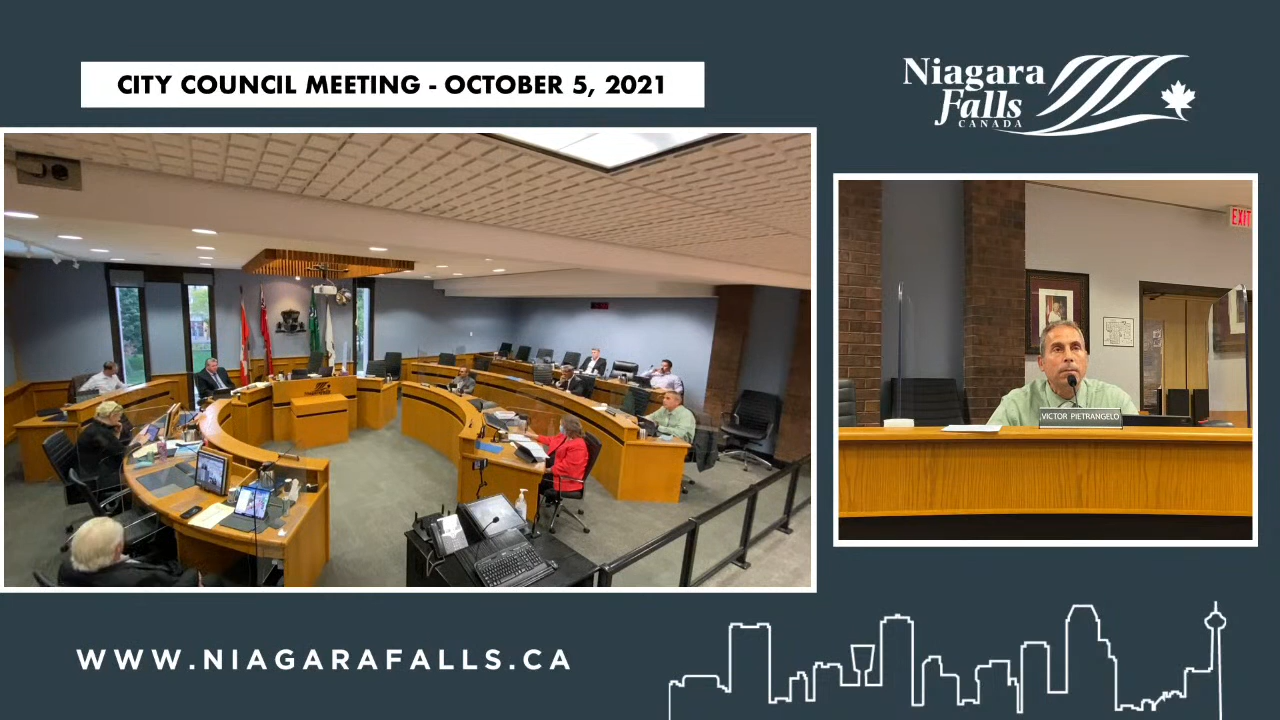 CITY COUNCIL MEETING - OCTOBER 5, 2021
Niagara
Falls
CANADA
EXIT
VICTOR PIETRANGELO
WWW.NIAGARAFALLS.CA